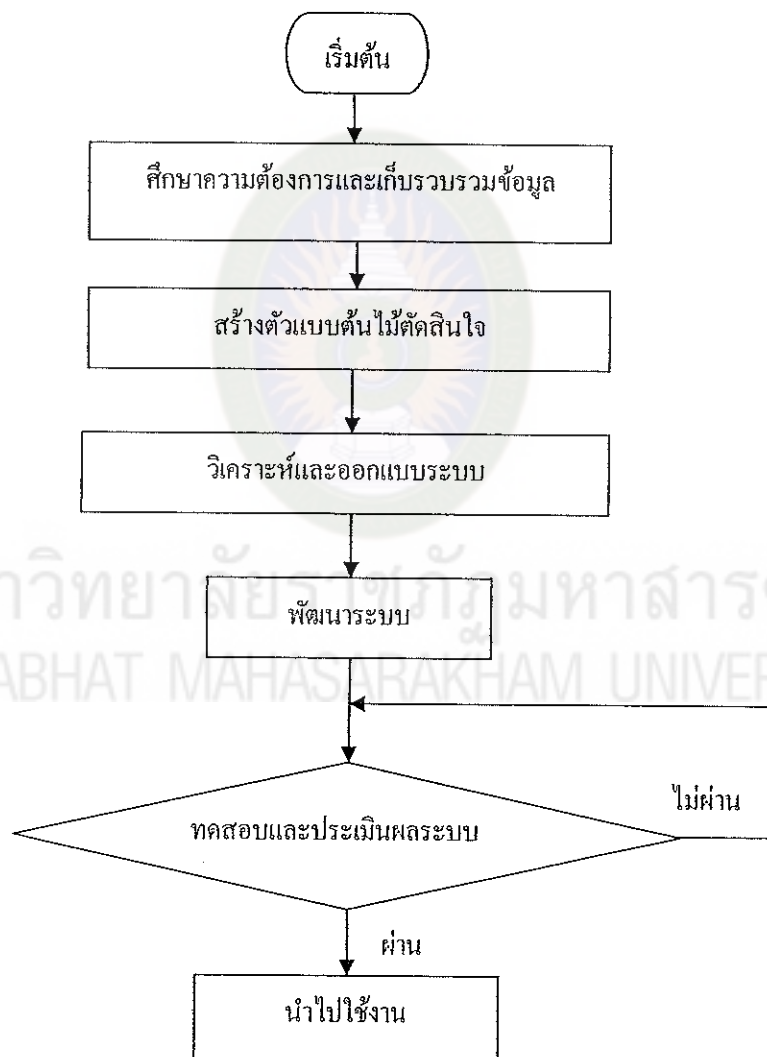 เริ่มต้น
ศึกษาความต้องการและเก็บรวบรวมข้อมูล
สร้างตัวแบบต้นไม้ตัดสินใจ
วิเคราะห์และออกแบบระบบ
พัฒนาระบบ
ทดสอบและประเมินผลระบบ
ไม่ผ่าน
ผ่าน
นำไปใช้งาน
าวิทยาลัยราชภัฏมหาสารค
ABHAT MAHASARAKHAM UNIVER